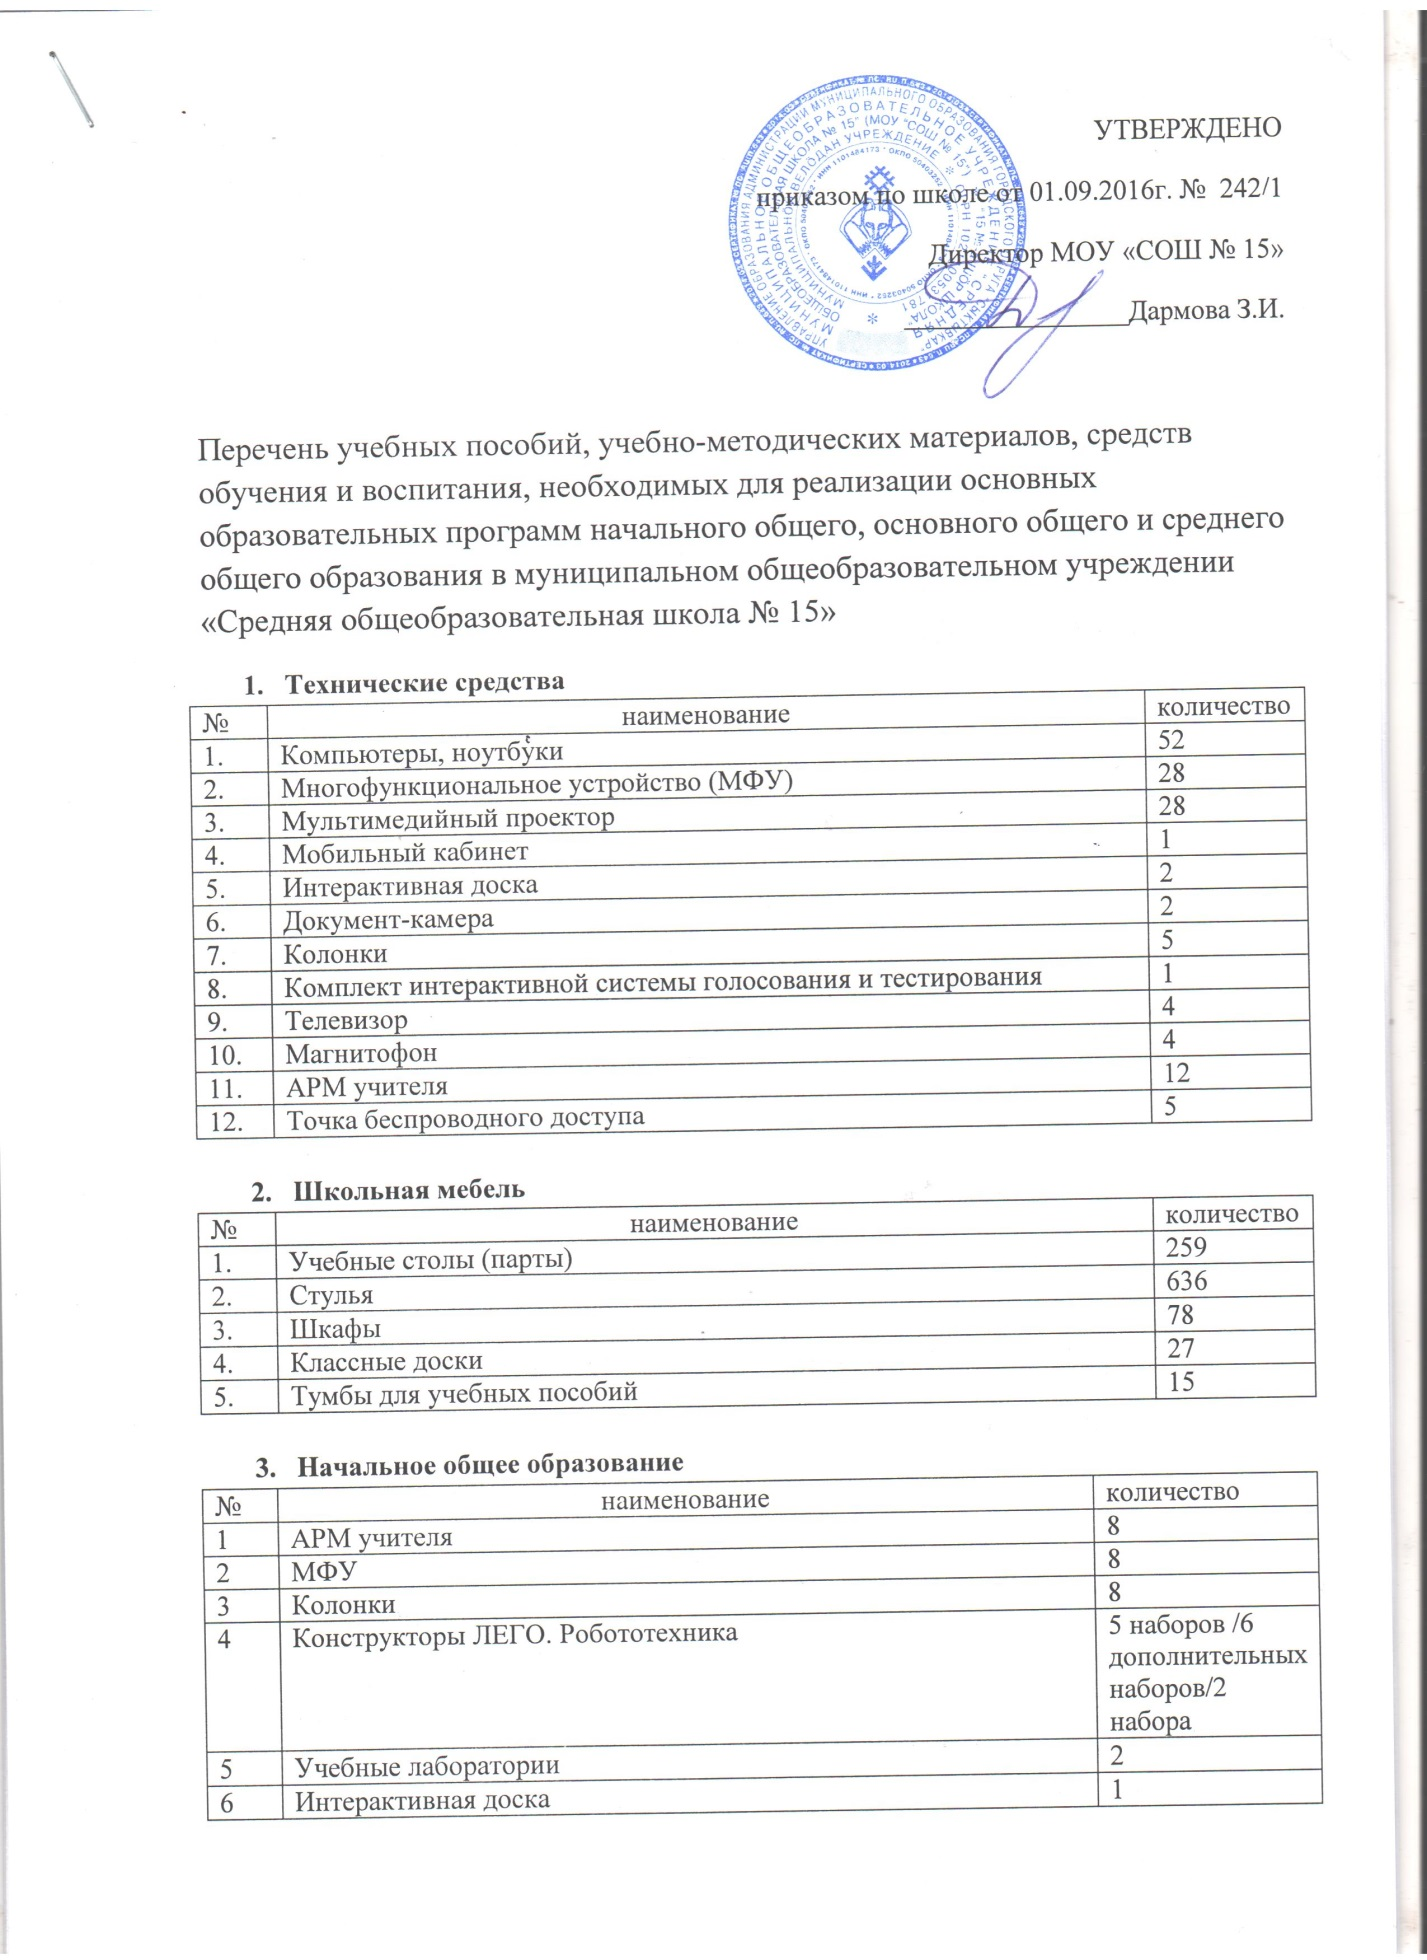 УТВЕРЖДЕНО
приказом по школе от 01.09.2016г. № 242/1
Директор МОУ «СОШ № 15»
Дармова З.И.
Перечень учебных пособий, учебно-методических материалов, средств
обучения и воспитания, необходимых для реализации основных
образовательных программ начального общего, основного общего и среднего
общего образования в муниципальном общеобразовательном учреждении
«Средняя общеобразовательная школа № 15»
1. Технические средства
№ наименование количество
1. Компьютеры, ноутбуки 52
2. Многофункциональное устройство (МФУ) 28
3. Мультимедийный проектор 28
4. Мобильный кабинет 1
5. Интерактивная доска 2
6. Документ-камера 2
7. Колонки 5
8. Комплект интерактивной системы голосования и тестирования 1
9. Телевизор 4
10. Магнитофон 4
11. АРМ учителя 12
12. Точка беспроводного доступа 5
2. Школьная мебель
№ наименование количество
1. Учебные столы (парты) 259
2. Стулья 636
3. Шкафы 78
4. Классные доски 27
5. Тумбы для учебных пособий 15
3. Начальное общее образование
№ наименование количество
1 АРМ учителя 8
2 МФУ 8
3 Колонки 8
4 Конструкторы ЛЕГО. Робототехника 5 наборов /6
дополнительных
наборов/2
набора
5 Учебные лаборатории 2
6 Интерактивная доска 1